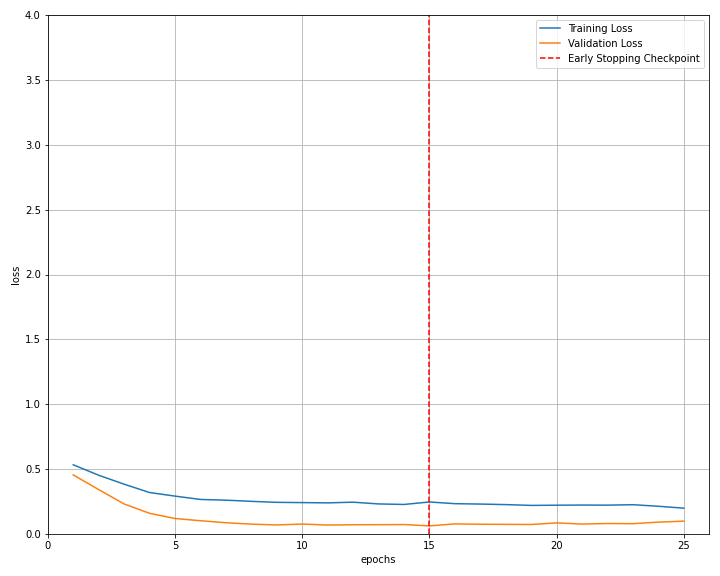 4.0
3.5
3.0
2.5
2.0
1.5
1.0
0.5
0.0
loss
0 5 10 15 20 25
epochs
Training Loss
Validation Loss
Early Stopping Checkpoint